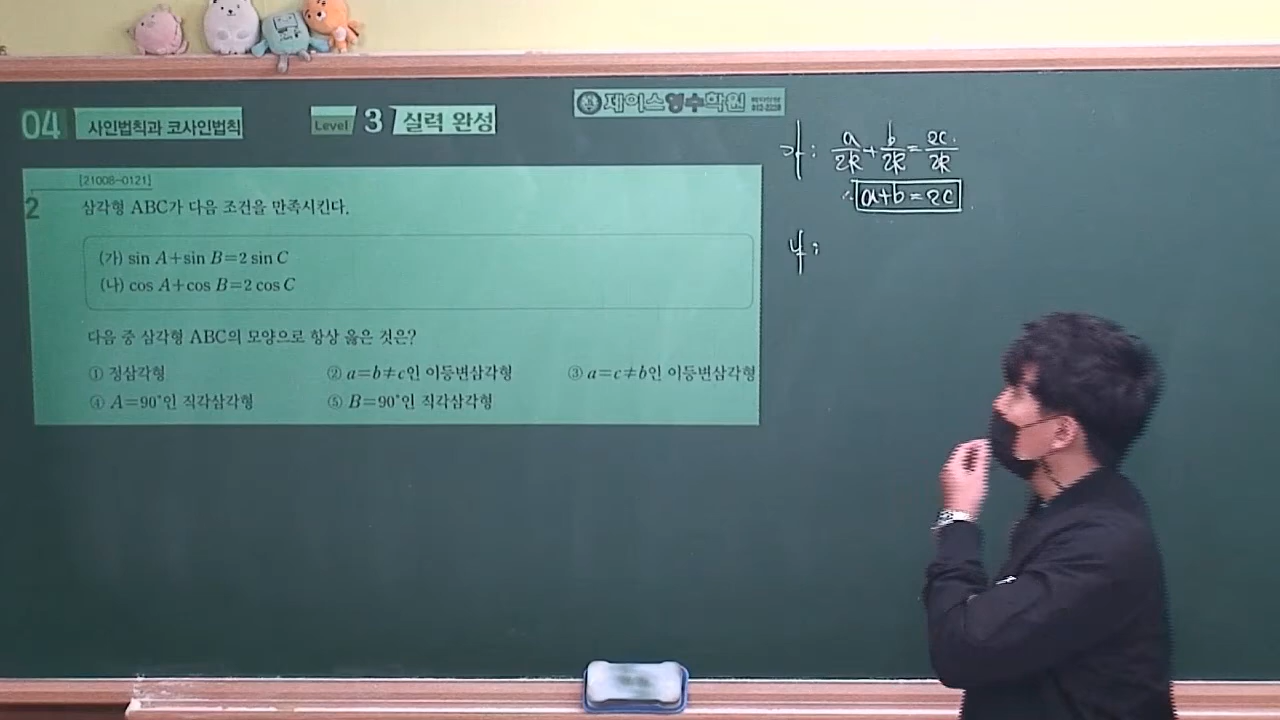 04 사인법칙과 코사인법칙 Level 3 실력 완성
제이스영수학원
[21008-0121]
2 삼각형 ABC가 다음 조건을 만족시킨다.
(가) sin A+sin B=2 sin C
(나) cos A+cos B=2 cos C
다음 중 삼각형 ABC의 모양으로 항상 옳은 것은?
① 정삼각형 ② a=b≠c인 이등변삼각형 ③ a=c≠b인 이등변삼각형
④ A=90°인 직각삼각형 ⑤ B=90°인 직각삼각형
가: a/2R + b/2R = 2c/2R
∴ a+b=2c
나: